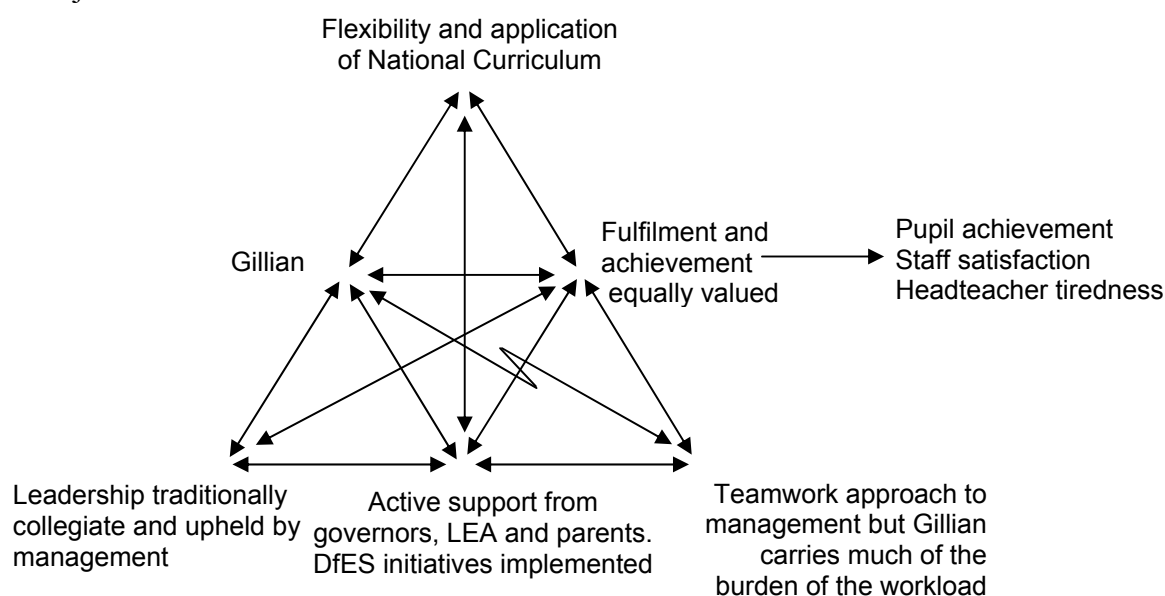 Flexibility and application
of National Curriculum
Gillian
Fulfilment and
achievement
equally valued
Pupil achievement
Staff satisfaction
Headteacher tiredness
Leadership traditionally
collegiate and upheld by
management
Active support from
governors, LEA and parents.
DfES initiatives implemented
Teamwork approach to
management but Gillian
carries much of the
burden of the workload